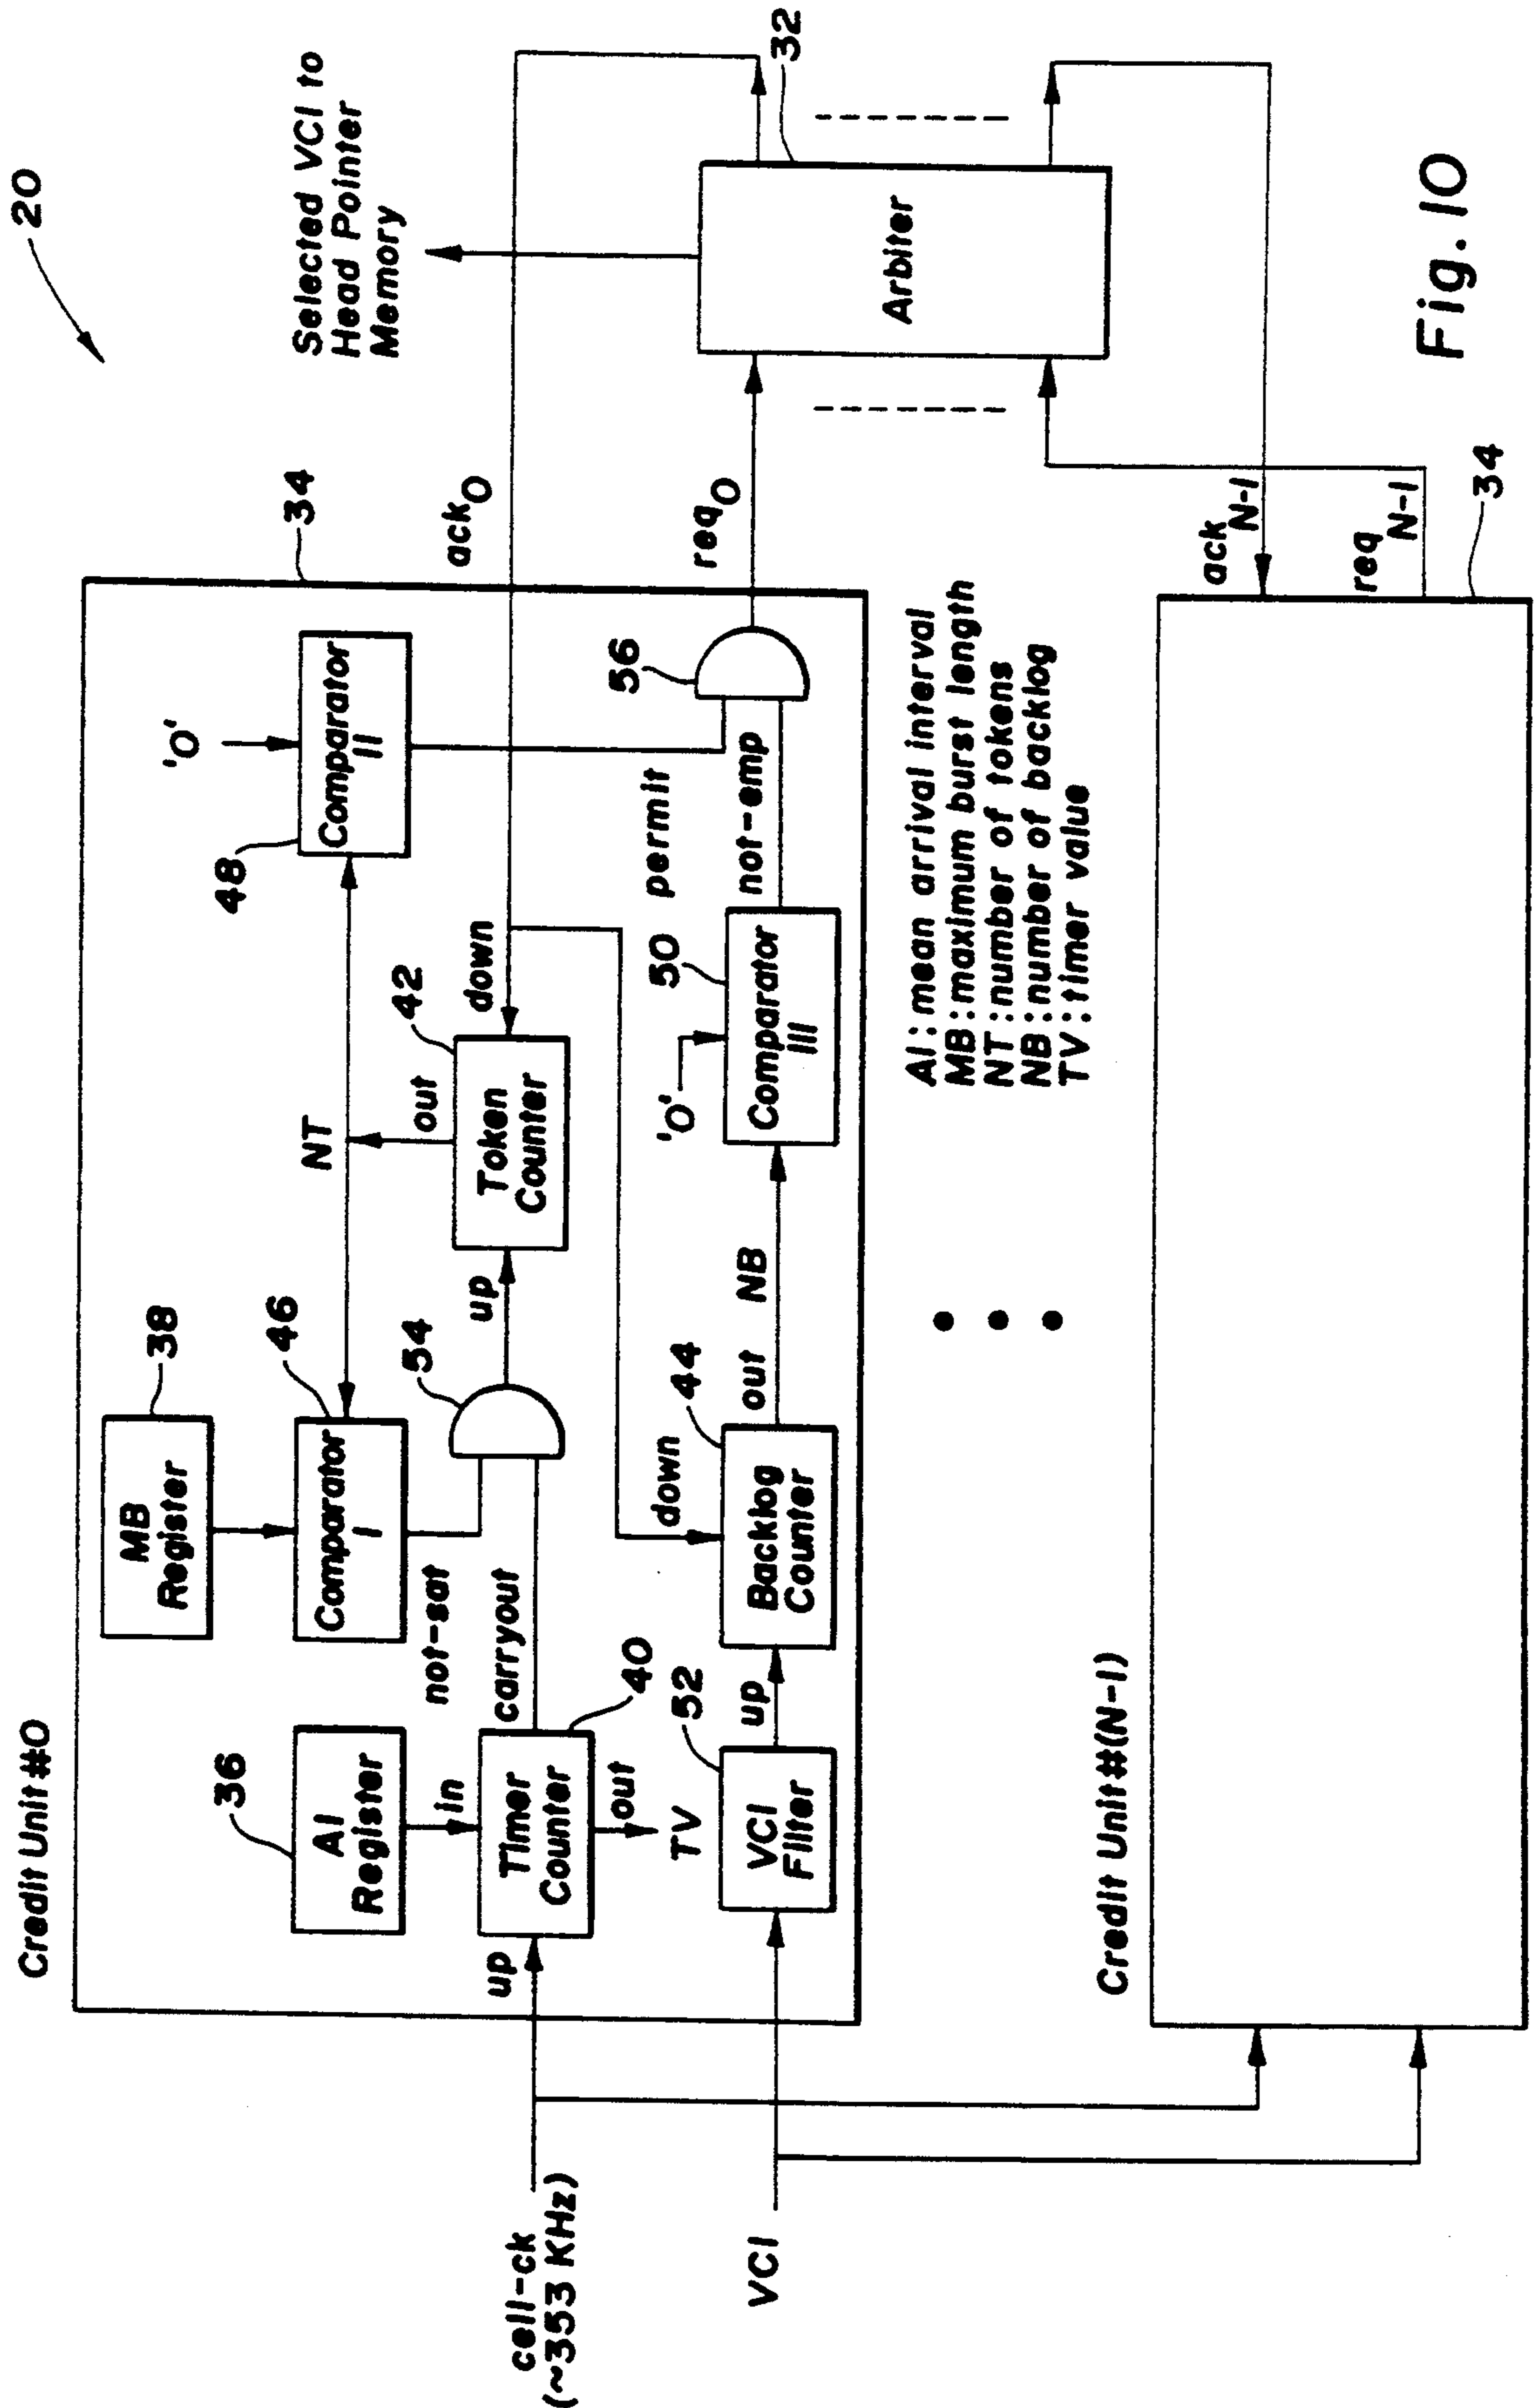 20
Credit Unit #0
34
MB
Register
38
AI
Register
36
Comparator
I
46
'0'
Comparator
II
48
NT
not-sat
in
up
Timer
Counter
40
carryout
54
up
Token
Counter
42
out
down
out
TV
permit
ack0
56
req0
VCI
Filter
52
up
down
Backlog
Counter
44
out NB
'0'
Comparator
III
50
not-emp
cell-ck
(~353 KHz)
VCI
Selected VCI to
Head Pointer
Memory
Arbiter
32
AI: mean arrival interval
MB: maximum burst length
NT: number of tokens
NB: number of backlog
TV: timer value
Credit Unit #(N-1)
ack N-1
req N-1
34
Fig. 10